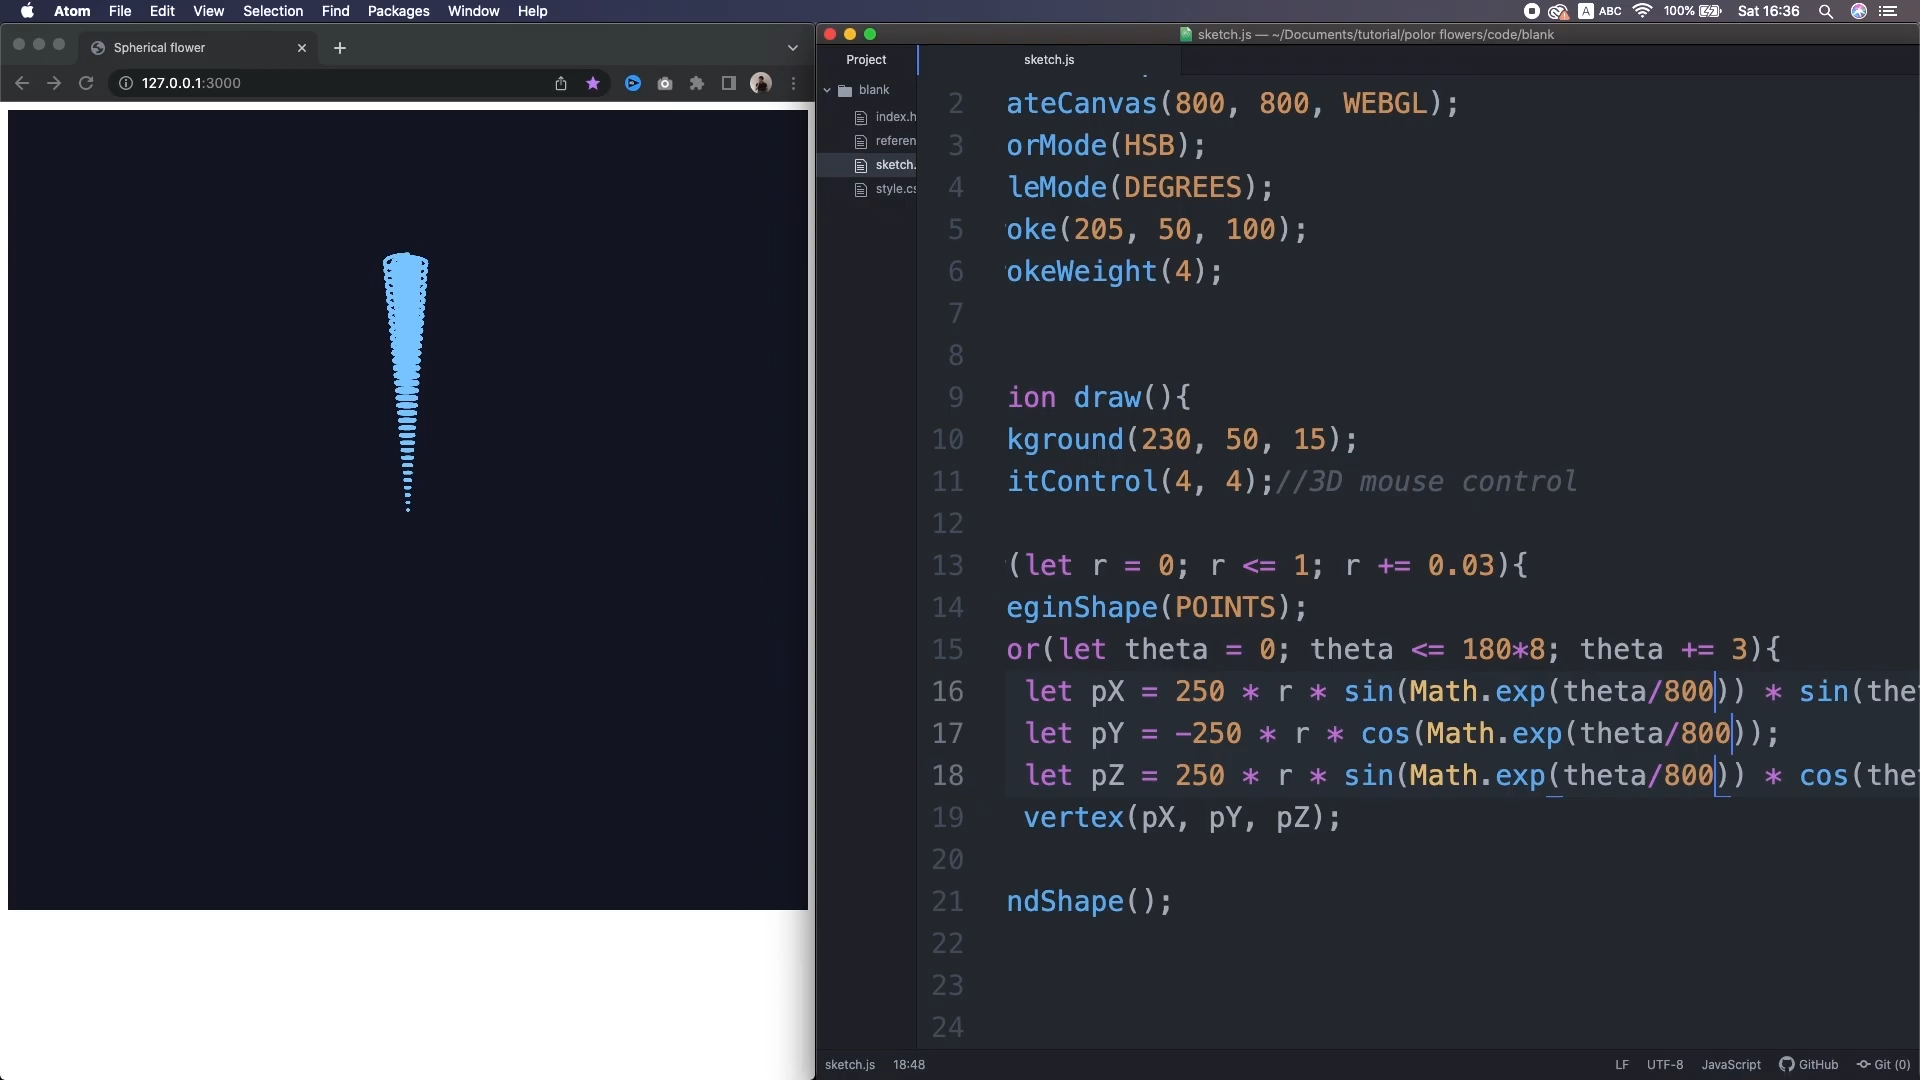 Atom File Edit View Selection Find Packages Window Help
A ABC 100% Sat 16:36
Spherical flower
127.0.0.1:3000
sketch.js — ~/Documents/tutorial/polor flowers/code/blank
Project
sketch.js
blank
index.h
referen
sketch.
style.cs
2 ateCanvas(800, 800, WEBGL);
3 orMode(HSB);
4 leMode(DEGREES);
5 oke(205, 50, 100);
6 okeWeight(4);
7
8
9 ion draw(){
10 kground(230, 50, 15);
11 itControl(4, 4);//3D mouse control
12
13 (let r = 0; r <= 1; r += 0.03){
14 eginShape(POINTS);
15 or(let theta = 0; theta <= 180*8; theta += 3){
16 let pX = 250 * r * sin(Math.exp(theta/800)) * sin(the
17 let pY = -250 * r * cos(Math.exp(theta/800));
18 let pZ = 250 * r * sin(Math.exp(theta/800)) * cos(the
19 vertex(pX, pY, pZ);
20
21 ndShape();
22
23
24
sketch.js 18:48
LF UTF-8 JavaScript GitHub Git (0)